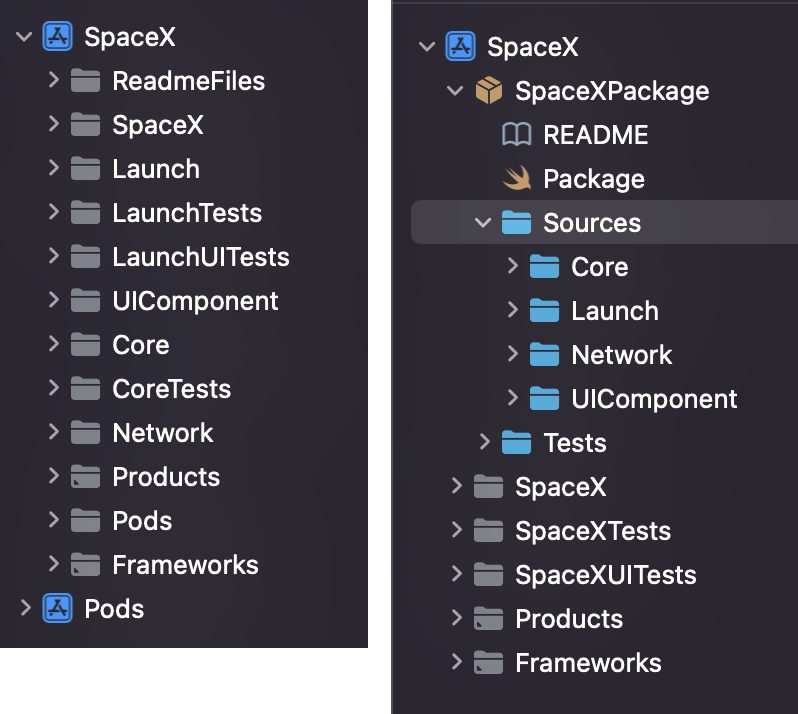 SpaceX
ReadmeFiles
SpaceX
Launch
LaunchTests
LaunchUITests
UIComponent
Core
CoreTests
Network
Products
Pods
Frameworks
Pods
SpaceX
SpaceXPackage
README
Package
Sources
Core
Launch
Network
UIComponent
Tests
SpaceX
SpaceXTests
SpaceXUITests
Products
Frameworks